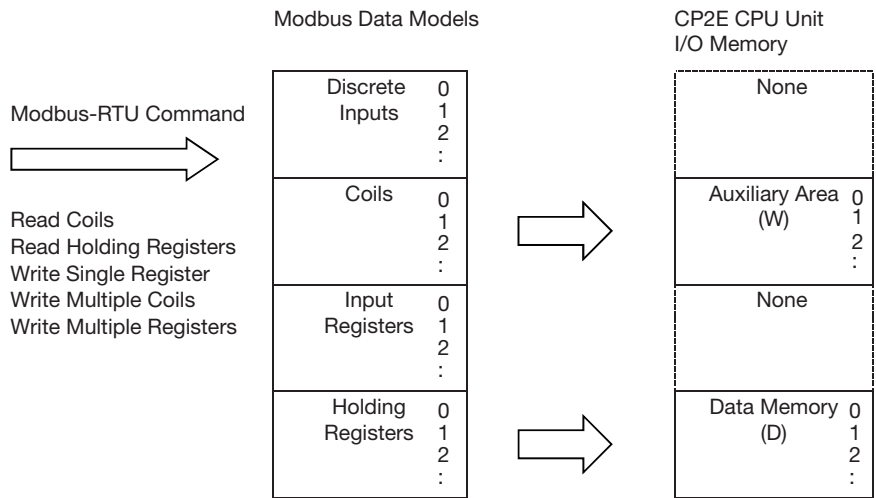 Modbus Data Models
CP2E CPU Unit
I/O Memory
Modbus-RTU Command
Read Coils
Read Holding Registers
Write Single Register
Write Multiple Coils
Write Multiple Registers
Discrete
Inputs
0
1
2
:
Coils
0
1
2
:
Input
Registers
0
1
2
:
Holding
Registers
0
1
2
:
None
Auxiliary Area
(W)
0
1
2
:
None
Data Memory
(D)
0
1
2
: